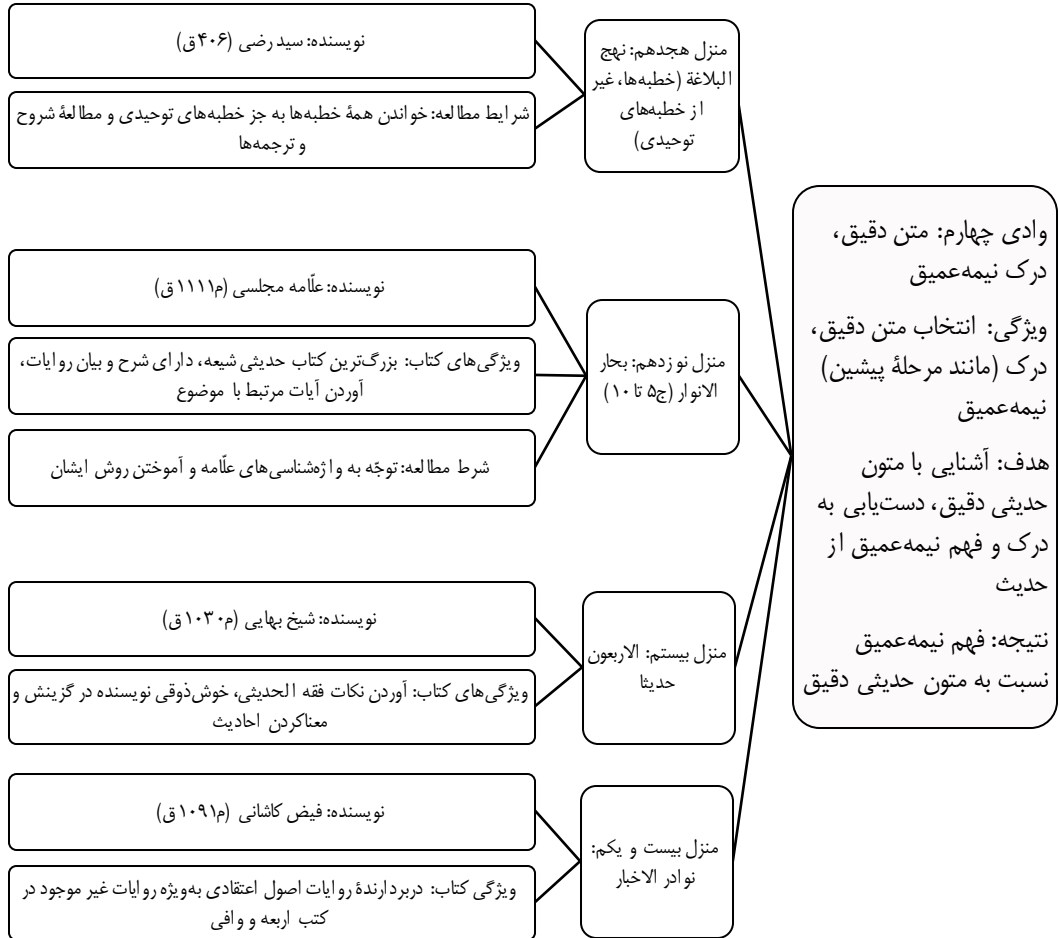 وادی چهارم: متن دقیق،
درک نیمه‌عمیق
ویژگی: انتخاب متن دقیق،
درک (مانند مرحلهٔ پیشین)
نیمه‌عمیق
هدف: آشنایی با متون
حدیثی دقیق، دست‌یابی به
درک و فهم نیمه‌عمیق از
حدیث
نتیجه: فهم نیمه‌عمیق
نسبت به متون حدیثی دقیق
منزل هجدهم: نهج
البلاغة (خطبه‌ها، غیر
از خطبه‌های
توحیدی)
نویسنده: سید رضی (۴۰۶ق)
شرایط مطالعه: خواندن همهٔ خطبه‌ها به جز خطبه‌های توحیدی و مطالعهٔ شروح
و ترجمه‌ها
منزل نوزدهم: بحار
الانوار (ج۵ تا ۱۰)
نویسنده: علّامه مجلسی (م۱۱۱۱ق)
ویژگی‌های کتاب: بزرگ‌ترین کتاب حدیثی شیعه، دارای شرح و بیان روایات،
آوردن آیات مرتبط با موضوع
شرط مطالعه: توجّه به واژه‌شناسی‌های علّامه و آموختن روش ایشان
منزل بیستم: الاربعون
حدیثا
نویسنده: شیخ بهایی (م۱۰۳۰ق)
ویژگی‌های کتاب: آوردن نکات فقه الحدیثی، خوش‌ذوقی نویسنده در گزینش و
معناکردن احادیث
منزل بیست و یکم:
نوادر الاخبار
نویسنده: فیض کاشانی (م۱۰۹۱ق)
ویژگی کتاب: دربردارندهٔ روایات اصول اعتقادی به‌ویژه روایات غیر موجود در
کتب اربعه و وافی